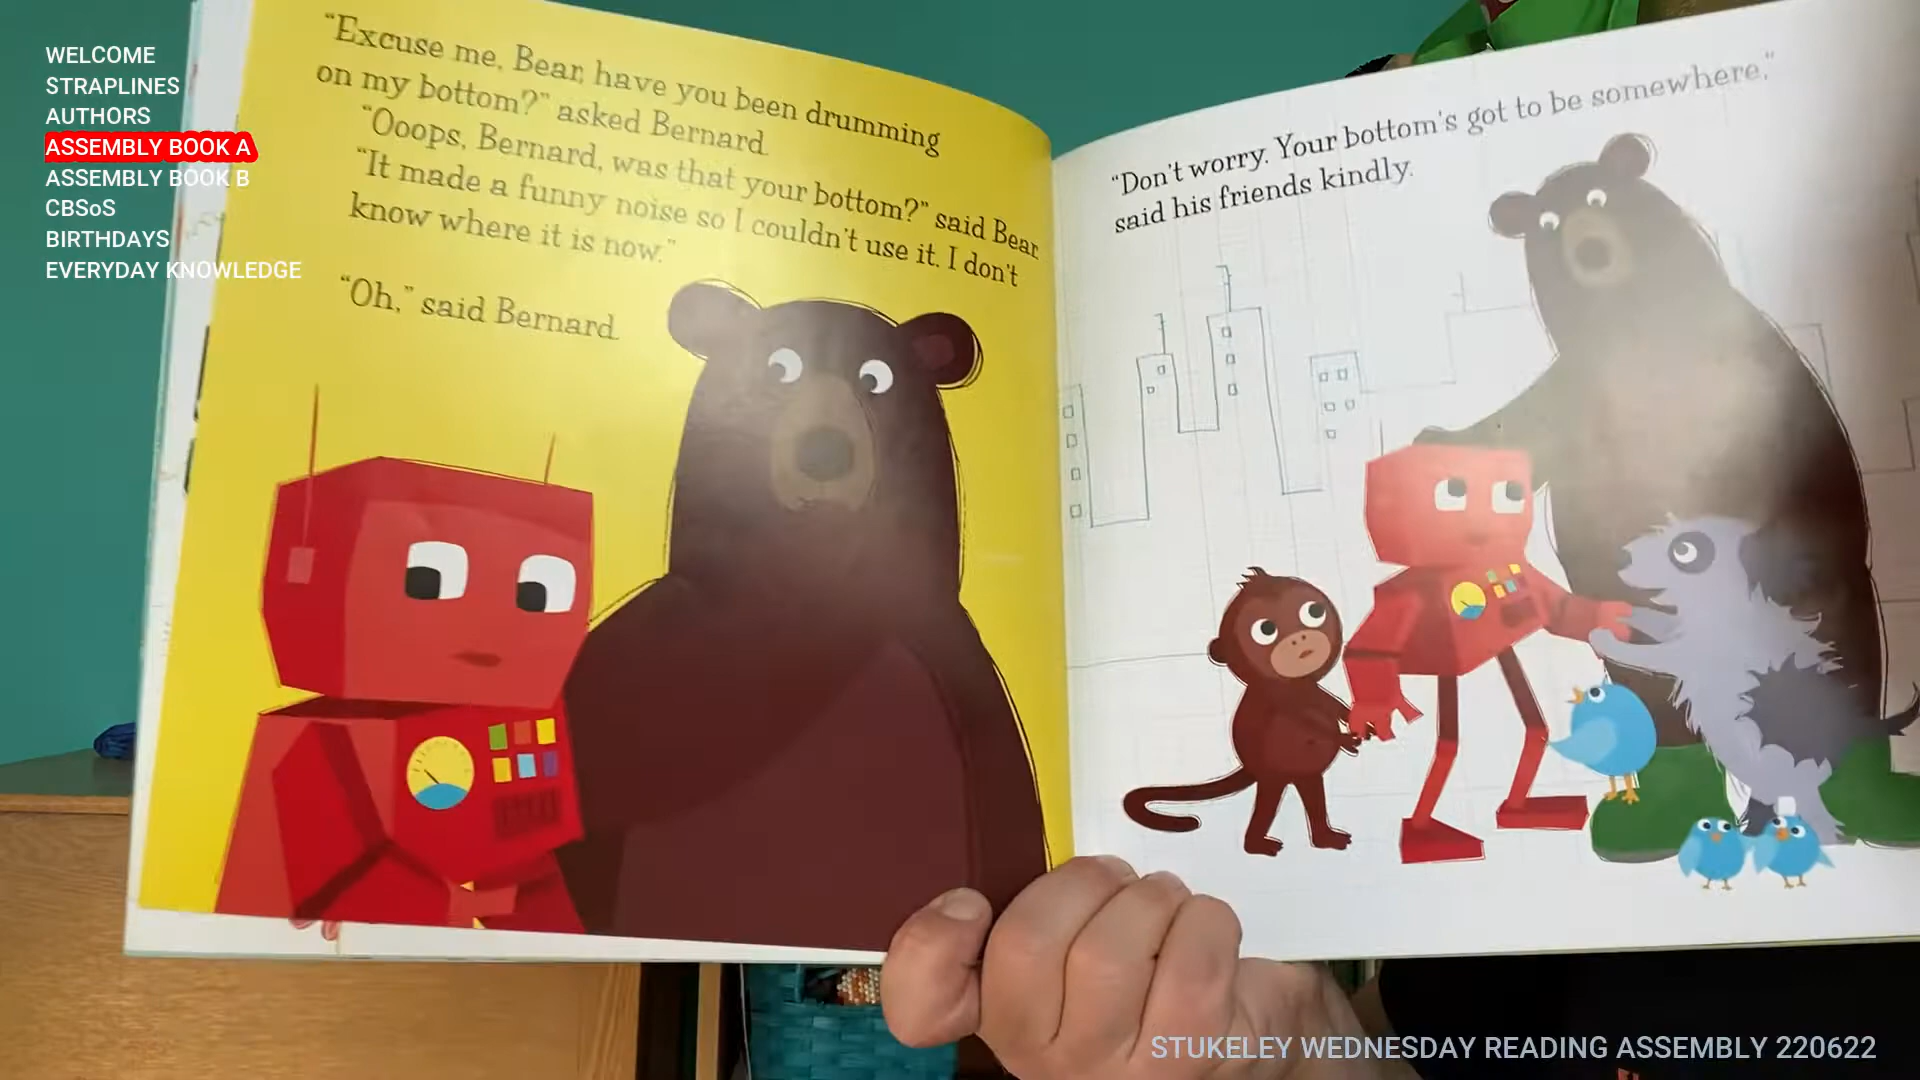 WELCOME
STRAPLINES
AUTHORS
ASSEMBLY BOOK A
ASSEMBLY BOOK B
CBSoS
BIRTHDAYS
EVERYDAY KNOWLEDGE
“Excuse me, Bear, have you been drumming
on my bottom?” asked Bernard.
“Ooops, Bernard, was that your bottom?” said Bear.
“It made a funny noise so I couldn't use it. I don't
know where it is now.”
“Oh,” said Bernard.
“Don't worry. Your bottom's got to be somewhere,”
said his friends kindly.
STUKELEY WEDNESDAY READING ASSEMBLY 220622